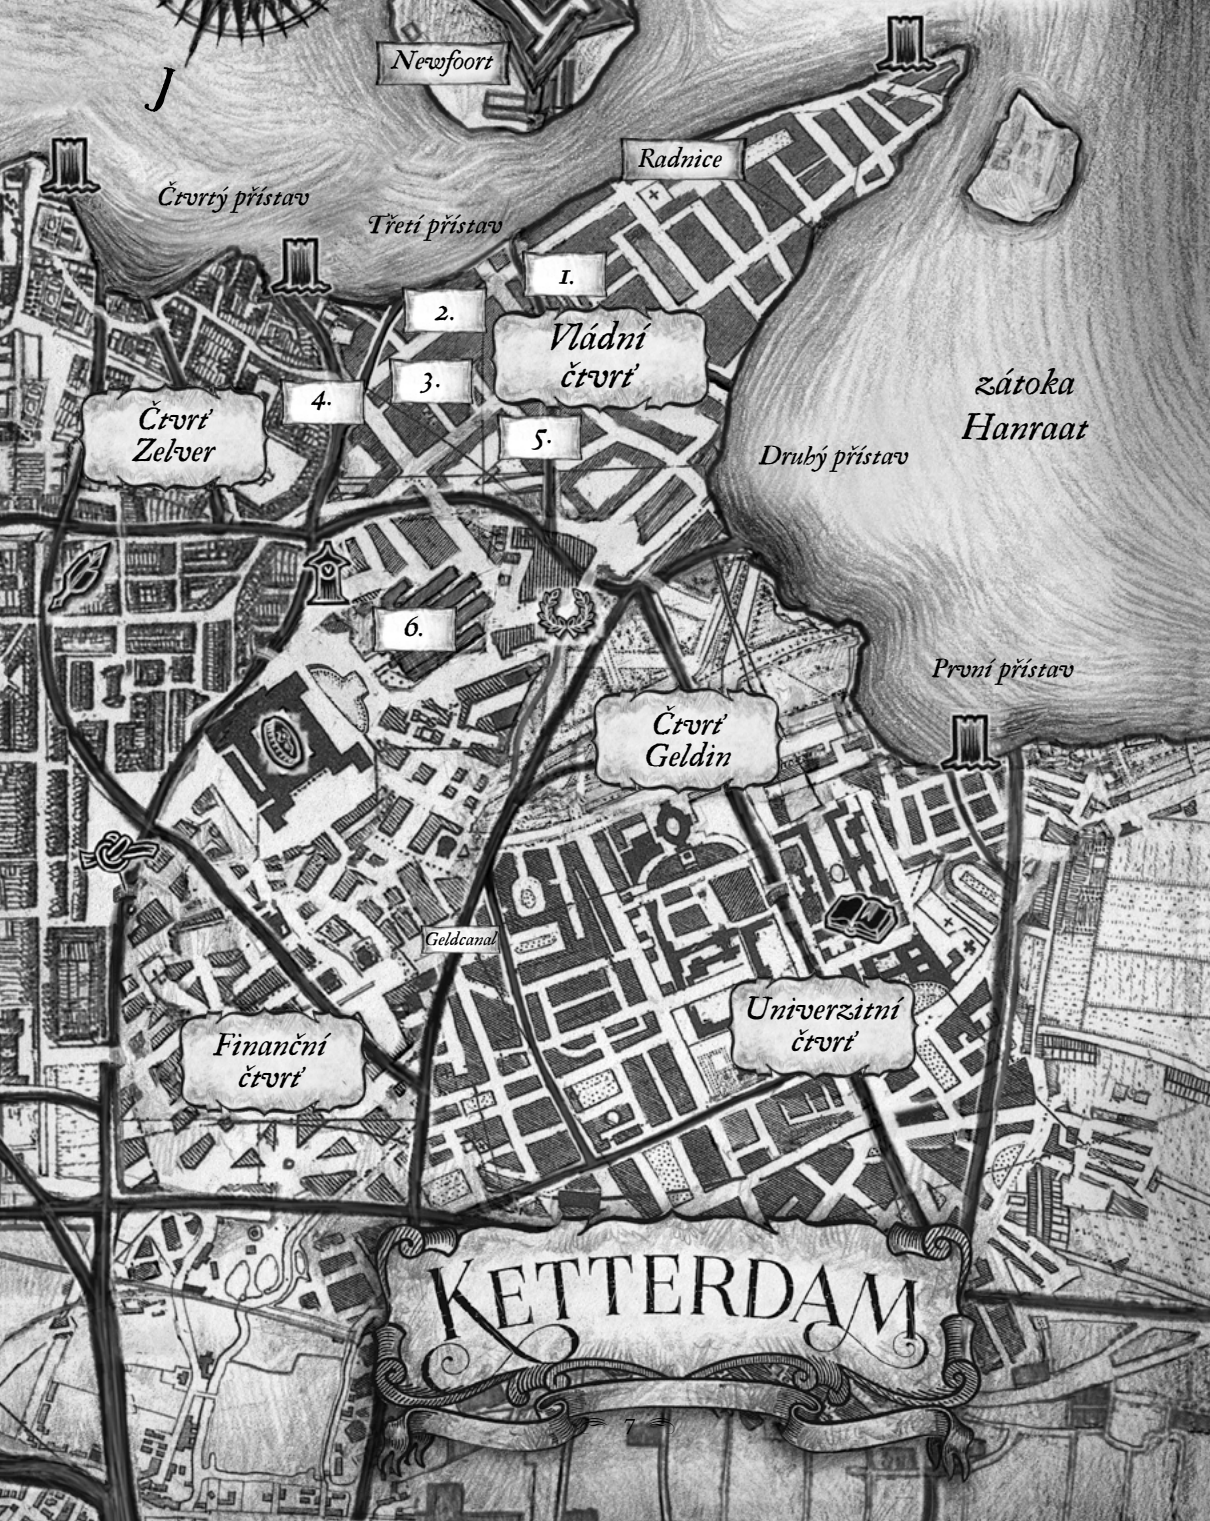 Newfoort
J
Radnice
Čtvrtý přístav
Třetí přístav
1.
2.
Vládní
čtvrť
3.
4.
zátoka
Hanraat
Čtvrť
Zelver
5.
Druhý přístav
6.
První přístav
Čtvrť
Geldin
Geldcanal
Univerzitní
čtvrť
Finanční
čtvrť
KETTERDAM
7